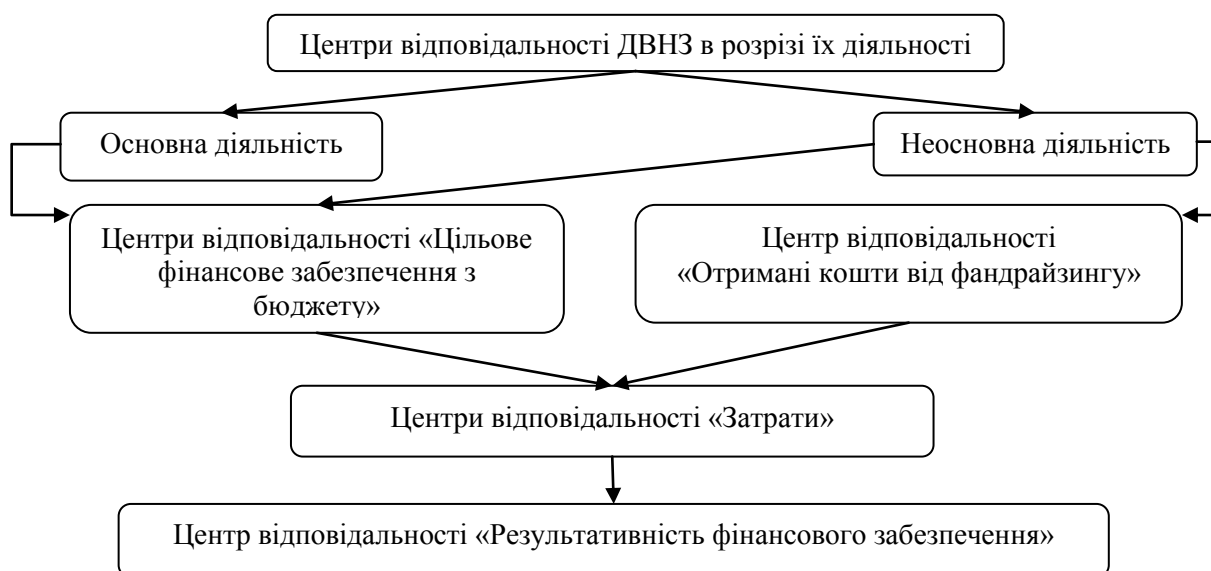 Центри відповідальності ДВНЗ в розрізі їх діяльності
Основна діяльність
Неосновна діяльність
Центри відповідальності «Цільове
фінансове забезпечення з
бюджету»
Центр відповідальності
«Отримані кошти від фандрайзингу»
Центри відповідальності «Затрати»
Центр відповідальності «Результативність фінансового забезпечення»